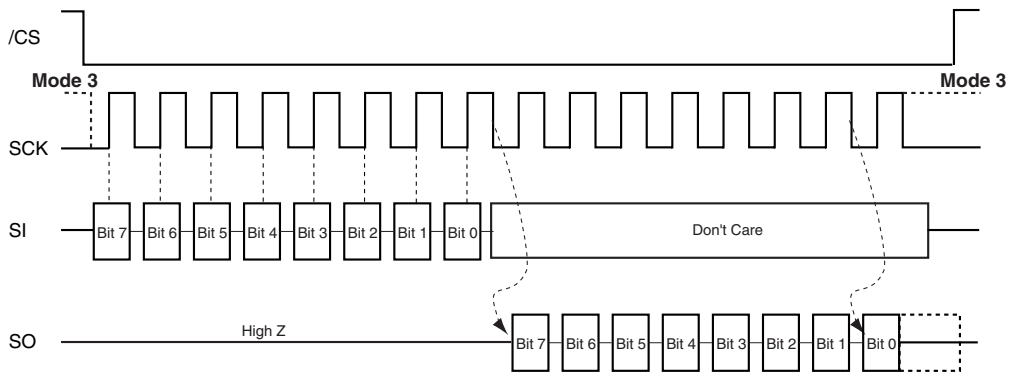 /CS
Mode 3
Mode 3
SCK
SI
Bit 7
Bit 6
Bit 5
Bit 4
Bit 3
Bit 2
Bit 1
Bit 0
Don't Care
High Z
SO
Bit 7
Bit 6
Bit 5
Bit 4
Bit 3
Bit 2
Bit 1
Bit 0